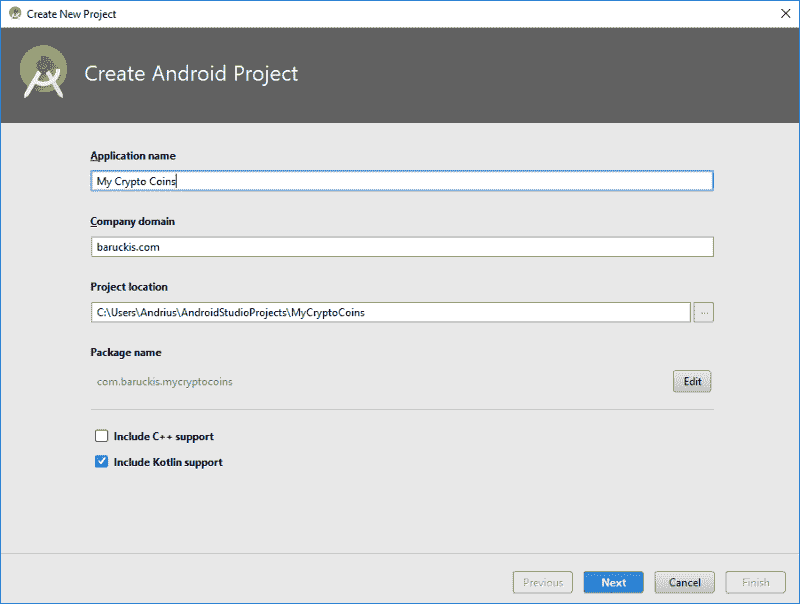 Create New Project
Create Android Project
Application name
My Crypto Coins
Company domain
baruckis.com
Project location
C:\Users\Andrius\AndroidStudioProjects\MyCryptoCoins
...
Package name
com.baruckis.mycryptocoins
Edit
Include C++ support
Include Kotlin support
Previous Next Cancel Finish